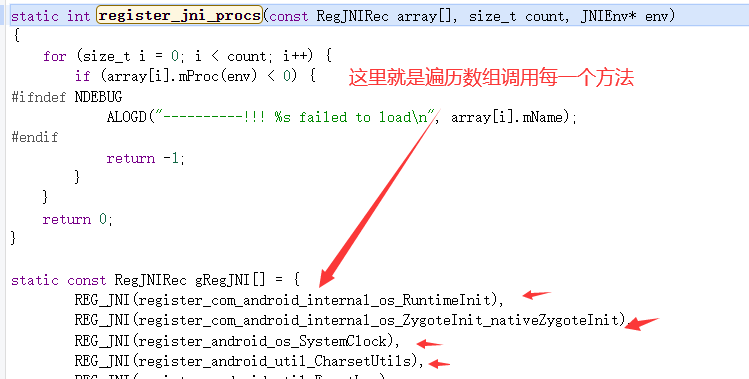 static int register_jni_procs(const RegJNIRec array[], size_t count, JNIEnv* env)
{
    for (size_t i = 0; i < count; i++) {
        if (array[i].mProc(env) < 0) {
这里就是遍历数组调用每一个方法
#ifndef NDEBUG
            ALOGD("----------!!! %s failed to load\n", array[i].mName);
#endif
            return -1;
        }
    }
    return 0;
}
static const RegJNIRec gRegJNI[] = {
        REG_JNI(register_com_android_internal_os_RuntimeInit),
        REG_JNI(register_com_android_internal_os_ZygoteInit_nativeZygoteInit)
        REG_JNI(register_android_os_SystemClock),
        REG_JNI(register_android_util_CharsetUtils),